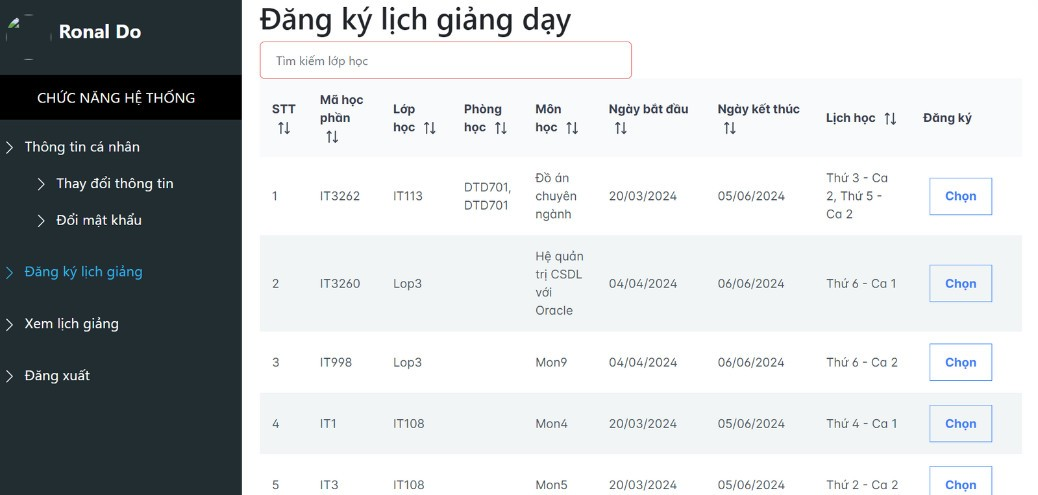 Ronal Do
CHỨC NĂNG HỆ THỐNG
Thông tin cá nhân
Thay đổi thông tin
Đổi mật khẩu
Đăng ký lịch giảng
Xem lịch giảng
Đăng xuất
Đăng ký lịch giảng dạy
Tìm kiếm lớp học
STT Mã học phần Lớp học Phòng học Môn học Ngày bắt đầu Ngày kết thúc Lịch học Đăng ký
1 IT3262 IT113 DTD701, DTD701 Đồ án chuyên ngành 20/03/2024 05/06/2024 Thứ 3 - Ca 2, Thứ 5 - Ca 2 Chọn
2 IT3260 Lop3 Hệ quản trị CSDL với Oracle 04/04/2024 06/06/2024 Thứ 6 - Ca 1 Chọn
3 IT998 Lop3 Mon9 04/04/2024 06/06/2024 Thứ 6 - Ca 2 Chọn
4 IT1 IT108 Mon4 20/03/2024 05/06/2024 Thứ 4 - Ca 1 Chọn
5 IT3 IT108 Mon5 20/03/2024 05/06/2024 Thứ 2 - Ca 2 Chọn